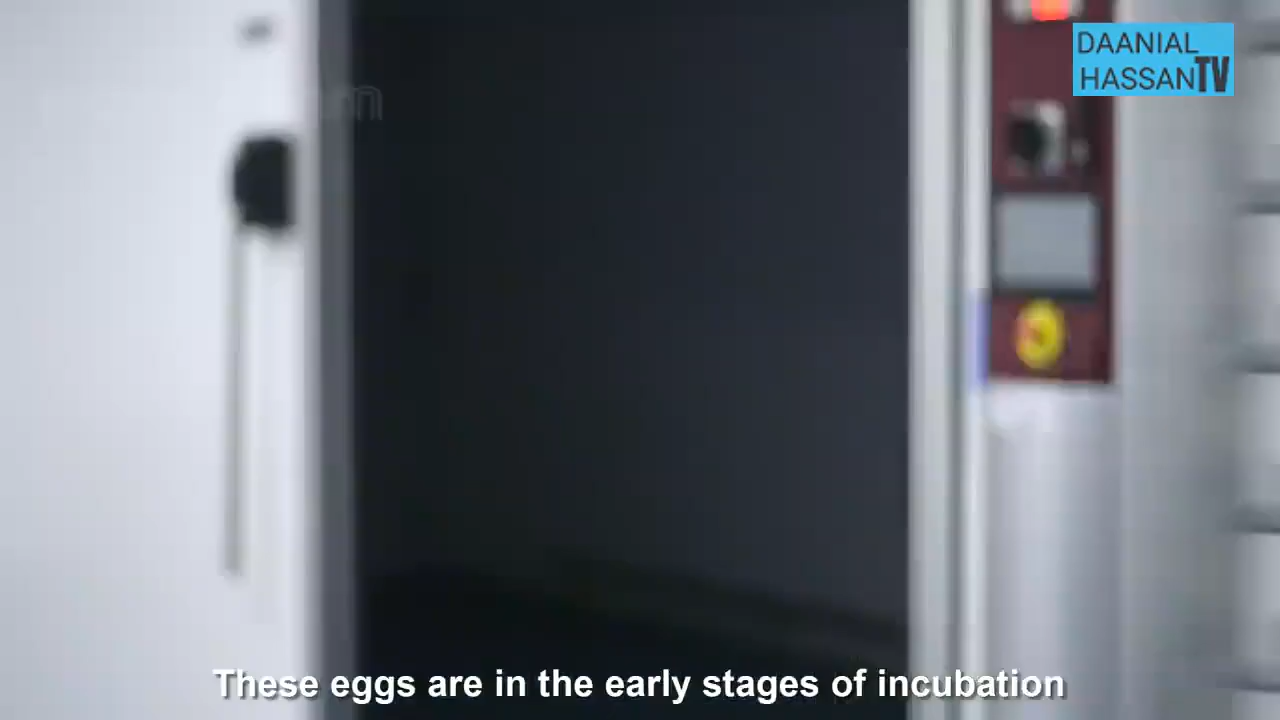 DAANIAL
HASSANTV
These eggs are in the early stages of incubation